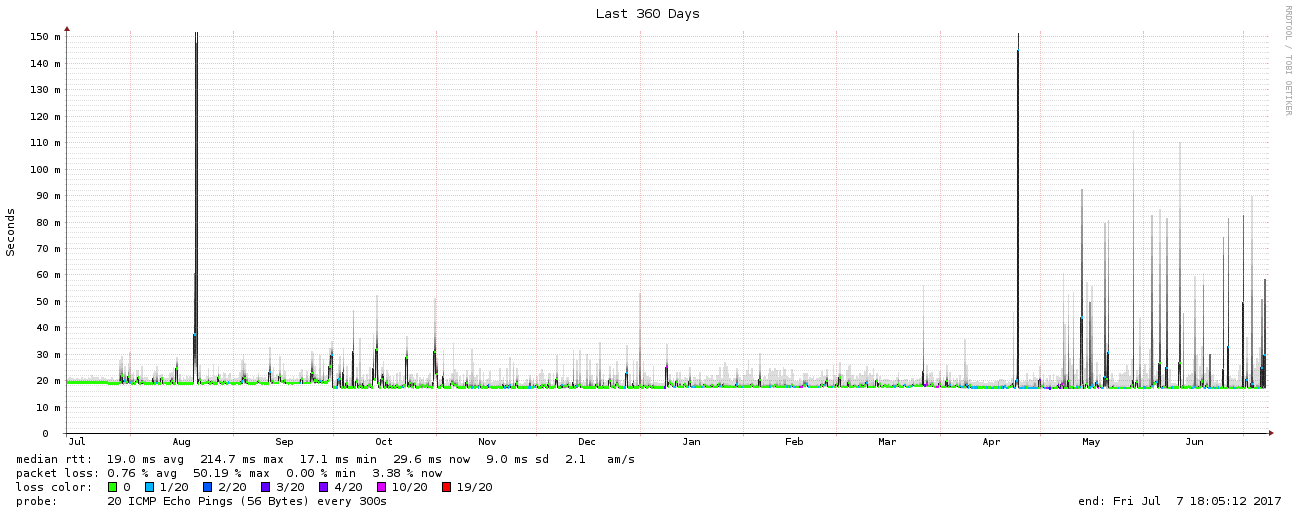 Last 360 Days
RRDTOOL / TOBI OETIKER
Seconds
150 m
140 m
130 m
120 m
110 m
100 m
90 m
80 m
70 m
60 m
50 m
40 m
30 m
20 m
10 m
0
Jul Aug Sep Oct Nov Dec Jan Feb Mar Apr May Jun
median rtt: 19.0 ms avg 214.7 ms max 17.1 ms min 29.6 ms now 9.0 ms sd 2.1 am/s
packet loss: 0.76 % avg 50.19 % max 0.00 % min 3.38 % now
loss color: 0 1/20 2/20 3/20 4/20 10/20 19/20
probe: 20 ICMP Echo Pings (56 Bytes) every 300s end: Fri Jul 7 18:05:12 2017